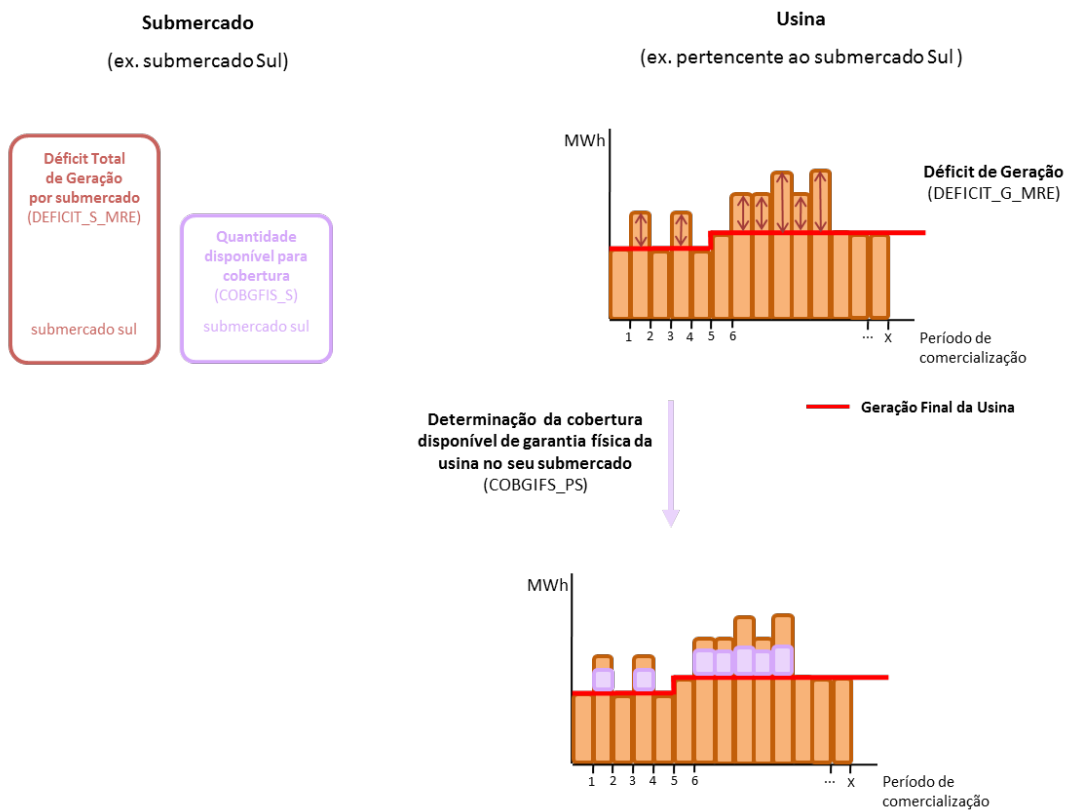 Submercado
(ex. submercado Sul)
Usina
(ex. pertencente ao submercado Sul )
Déficit Total
de Geração
por submercado
(DEFICIT_S_MRE)
submercado sul
Quantidade
disponível para
cobertura
(COBGFIS_S)
submercado sul
MWh
Déficit de Geração
(DEFICIT_G_MRE)
1 2 3 4 5 6 ... X
Período de
comercialização
Geração Final da Usina
Determinação da cobertura
disponível de garantia física da
usina no seu submercado
(COBGIFS_PS)
MWh
1 2 3 4 5 6 ... X
Período de
comercialização